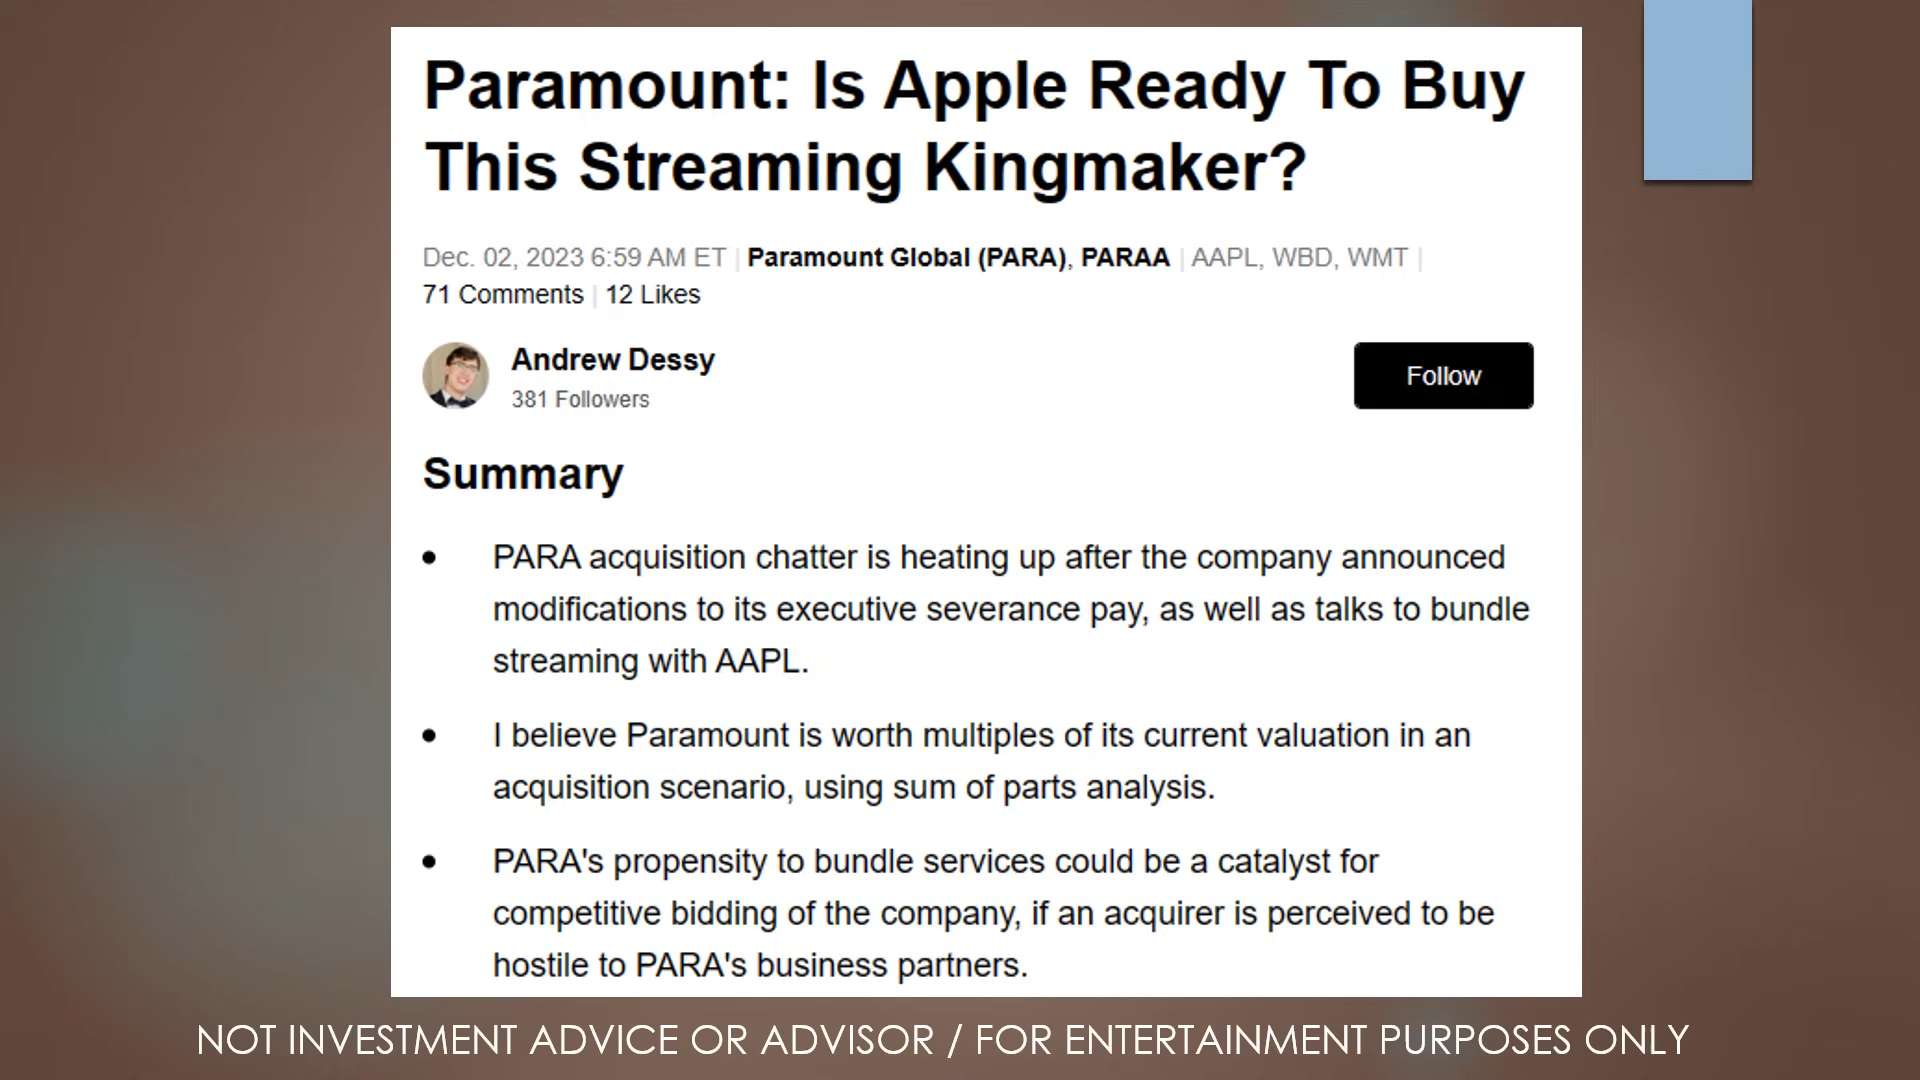 Paramount: Is Apple Ready To Buy
This Streaming Kingmaker?
Dec. 02, 2023 6:59 AM ET | Paramount Global (PARA), PARAA | AAPL, WBD, WMT |
71 Comments | 12 Likes
Andrew Dessy
381 Followers
Follow
Summary
• PARA acquisition chatter is heating up after the company announced
modifications to its executive severance pay, as well as talks to bundle
streaming with AAPL.
• I believe Paramount is worth multiples of its current valuation in an
acquisition scenario, using sum of parts analysis.
• PARA's propensity to bundle services could be a catalyst for
competitive bidding of the company, if an acquirer is perceived to be
hostile to PARA's business partners.
NOT INVESTMENT ADVICE OR ADVISOR / FOR ENTERTAINMENT PURPOSES ONLY